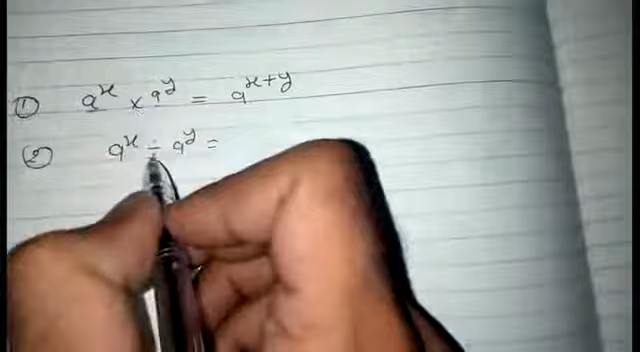 ① a^x × a^y = a^x+y
② a^x ÷ a^y =